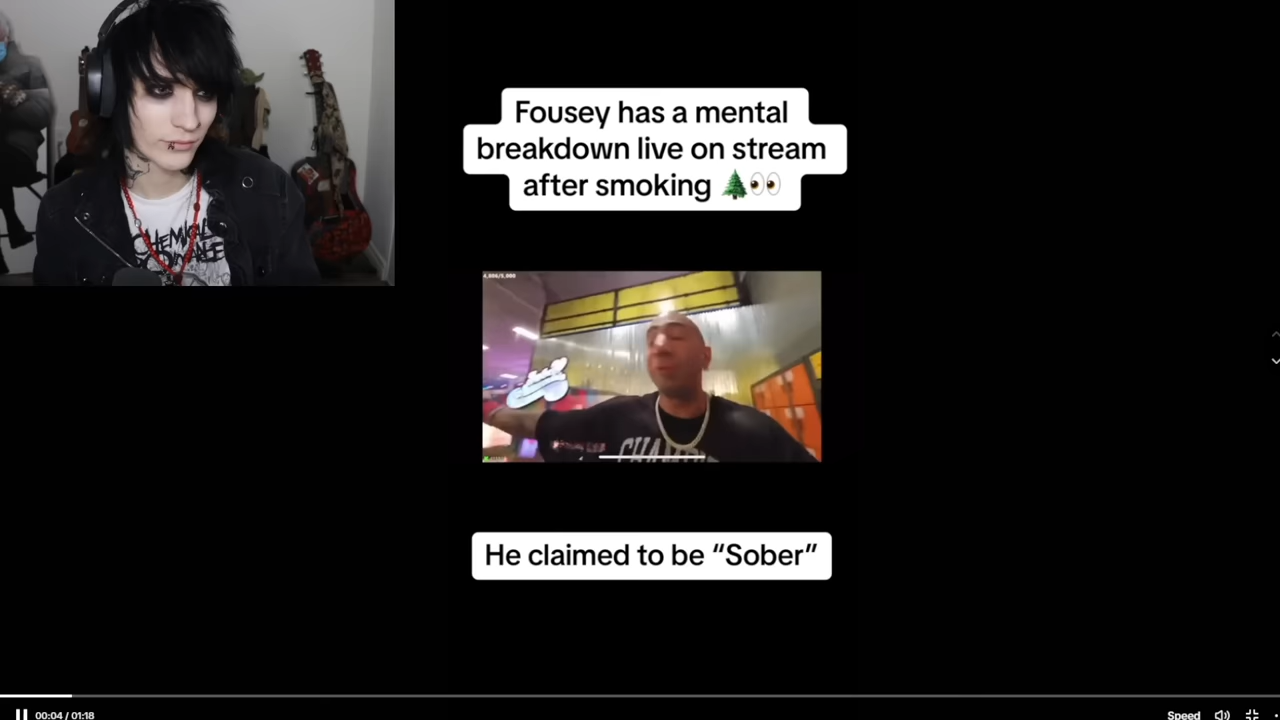 Fousey has a mental
breakdown live on stream
after smoking 🎄👀
CHEMICAL
He claimed to be “Sober”
00:04 / 01:18
Speed